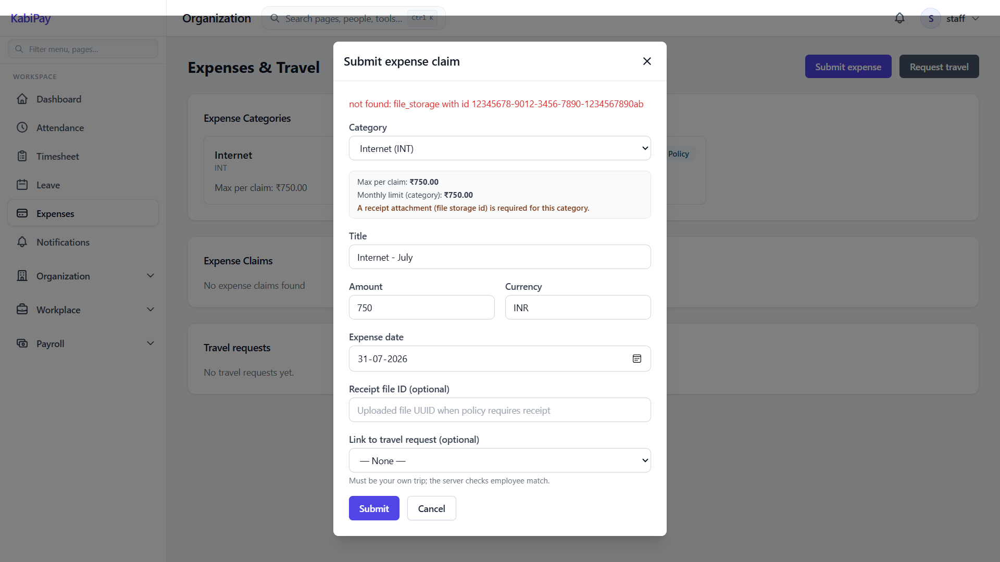 KabiPay
Organization
Search pages, people, tools...
Ctrl K
S
staff
Filter menu, pages...
WORKSPACE
Dashboard
Attendance
Timesheet
Leave
Expenses
Notifications
Organization
Workplace
Payroll
Expenses & Travel
Submit expense
Request travel
Expense Categories
Internet
INT
Max per claim: ₹750.00
Policy
Expense Claims
No expense claims found
Travel requests
No travel requests yet.
Submit expense claim
not found: file_storage with id 12345678-9012-3456-7890-1234567890ab
Category
Internet (INT)
Max per claim: ₹750.00
Monthly limit (category): ₹750.00
A receipt attachment (file storage id) is required for this category.
Title
Internet - July
Amount
Currency
750
INR
Expense date
31-07-2026
Receipt file ID (optional)
Uploaded file UUID when policy requires receipt
Link to travel request (optional)
— None —
Must be your own trip; the server checks employee match.
Submit
Cancel